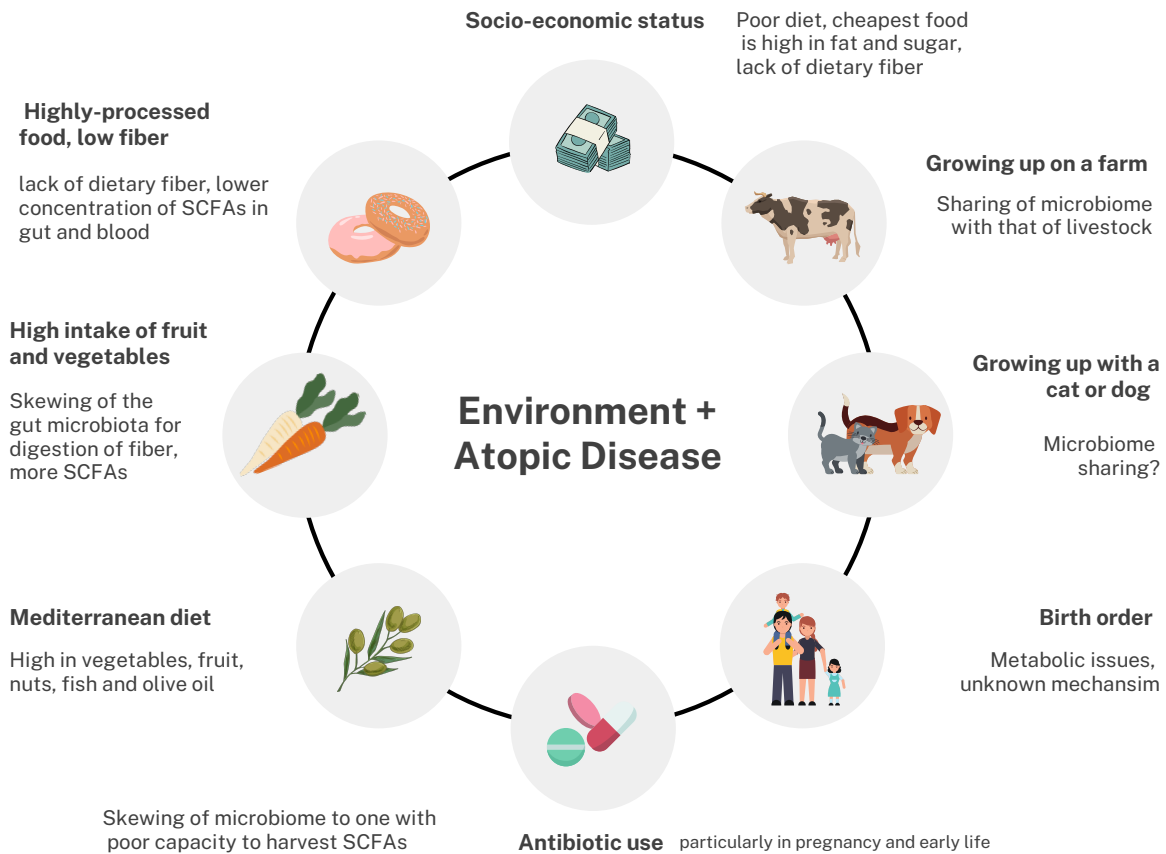 Socio-economic status
Poor diet, cheapest food
is high in fat and sugar,
lack of dietary fiber
Growing up on a farm
Sharing of microbiome
with that of livestock
Growing up with a
cat or dog
Microbiome
sharing?
Birth order
Metabolic issues,
unknown mechansim
Antibiotic use
particularly in pregnancy and early life
Skewing of microbiome to one with
poor capacity to harvest SCFAs
Mediterranean diet
High in vegetables, fruit,
nuts, fish and olive oil
High intake of fruit
and vegetables
Skewing of the
gut microbiota for
digestion of fiber,
more SCFAs
Highly-processed
food, low fiber
lack of dietary fiber, lower
concentration of SCFAs in
gut and blood
Environment +
Atopic Disease